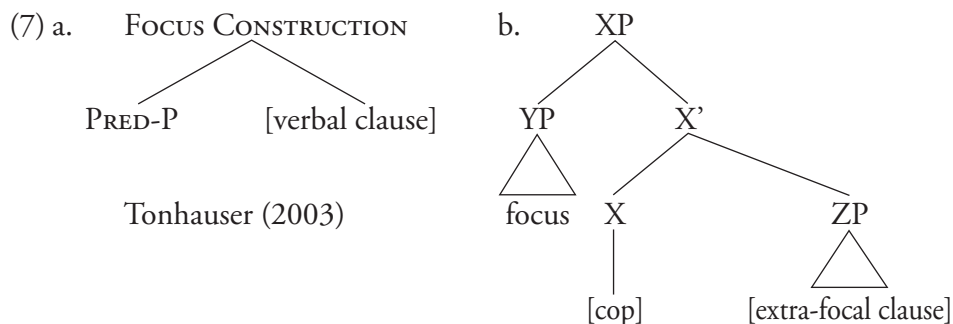 (7) a. FOCUS CONSTRUCTION b. XP
PRED-P [verbal clause] YP X’
Tonhauser (2003) focus X ZP
[cop] [extra-focal clause]